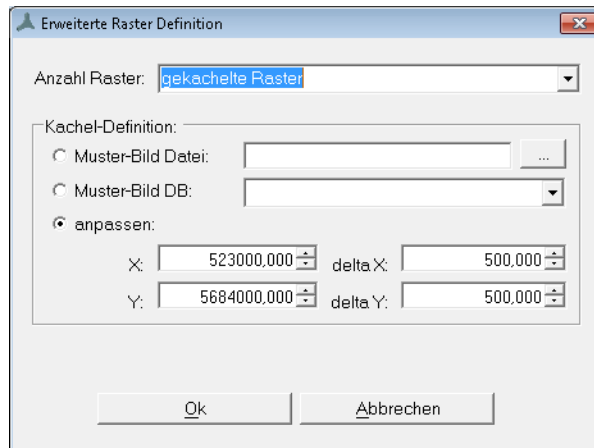 Erweiterte Raster Definition
Anzahl Raster: gekachelte Raster
Kachel-Definition:
Muster-Bild Datei: ...
Muster-Bild DB:
anpassen:
X: 523000,000 delta X: 500,000
Y: 5684000,000 delta Y: 500,000
Ok Abbrechen